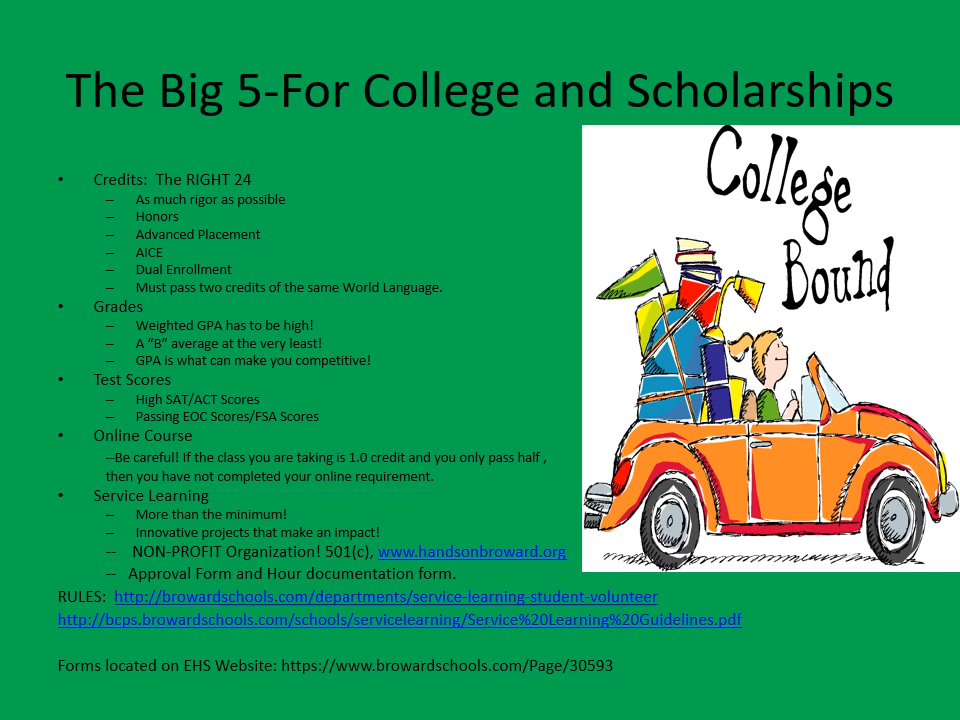 The Big 5-For College and Scholarships
College
Bound
• Credits:  The RIGHT 24
– As much rigor as possible
– Honors
– Advanced Placement
– AICE
– Dual Enrollment
– Must pass two credits of the same World Language.
• Grades
– Weighted GPA has to be high!
– A “B” average at the very least!
– GPA is what can make you competitive!
• Test Scores
– High SAT/ACT Scores
– Passing EOC Scores/FSA Scores
• Online Course
--Be careful! If the class you are taking is 1.0 credit and you only pass half ,
then you have not completed your online requirement.
• Service Learning
– More than the minimum!
– Innovative projects that make an impact!
-- NON-PROFIT Organization! 501(c), www.handsonbroward.org
-- Approval Form and Hour documentation form.
RULES:  http://browardschools.com/departments/service-learning-student-volunteer
http://bcps.browardschools.com/schools/servicelearning/Service%20Learning%20Guidelines.pdf
Forms located on EHS Website: https://www.browardschools.com/Page/30593